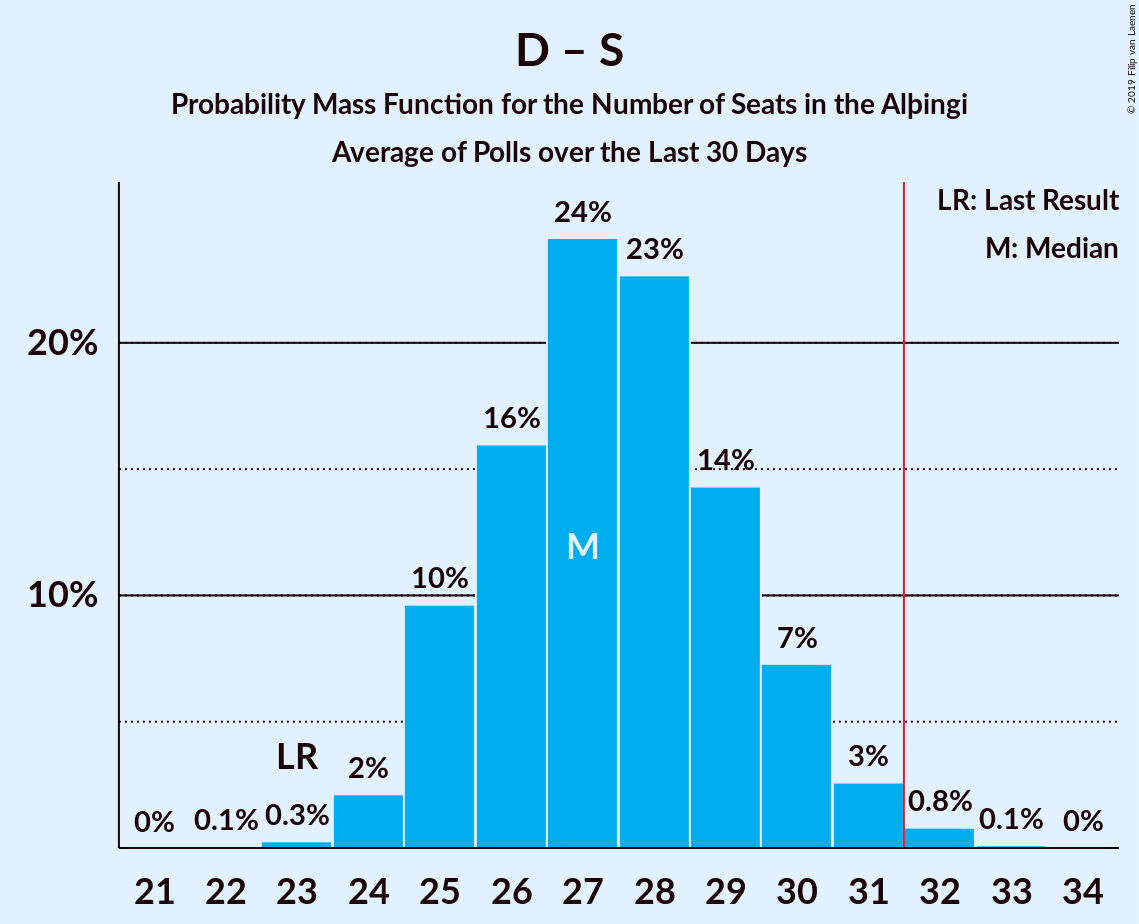 D – S
Probability Mass Function for the Number of Seats in the Alþingi
Average of Polls over the Last 30 Days
© 2019 Filip van Laenen
LR: Last Result
M: Median
24%
23%
20%
16%
14%
M
10%
10%
7%
LR
3%
2%
0%
0.1%
0.3%
0.8%
0.1%
0%
21 22 23 24 25 26 27 28 29 30 31 32 33 34